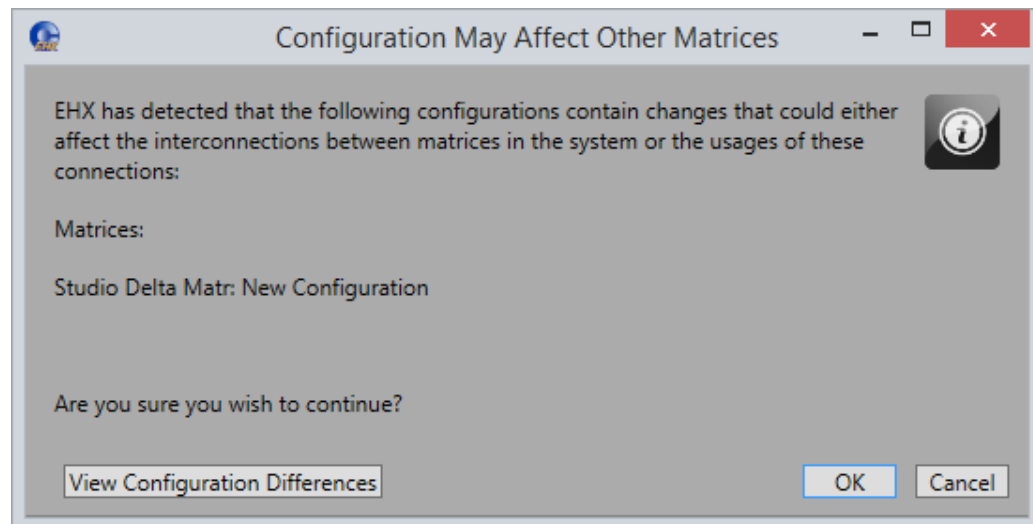 Configuration May Affect Other Matrices
EHX has detected that the following configurations contain changes that could either
affect the interconnections between matrices in the system or the usages of these
connections:
Matrices:
Studio Delta Matr: New Configuration
Are you sure you wish to continue?
View Configuration Differences
OK
Cancel